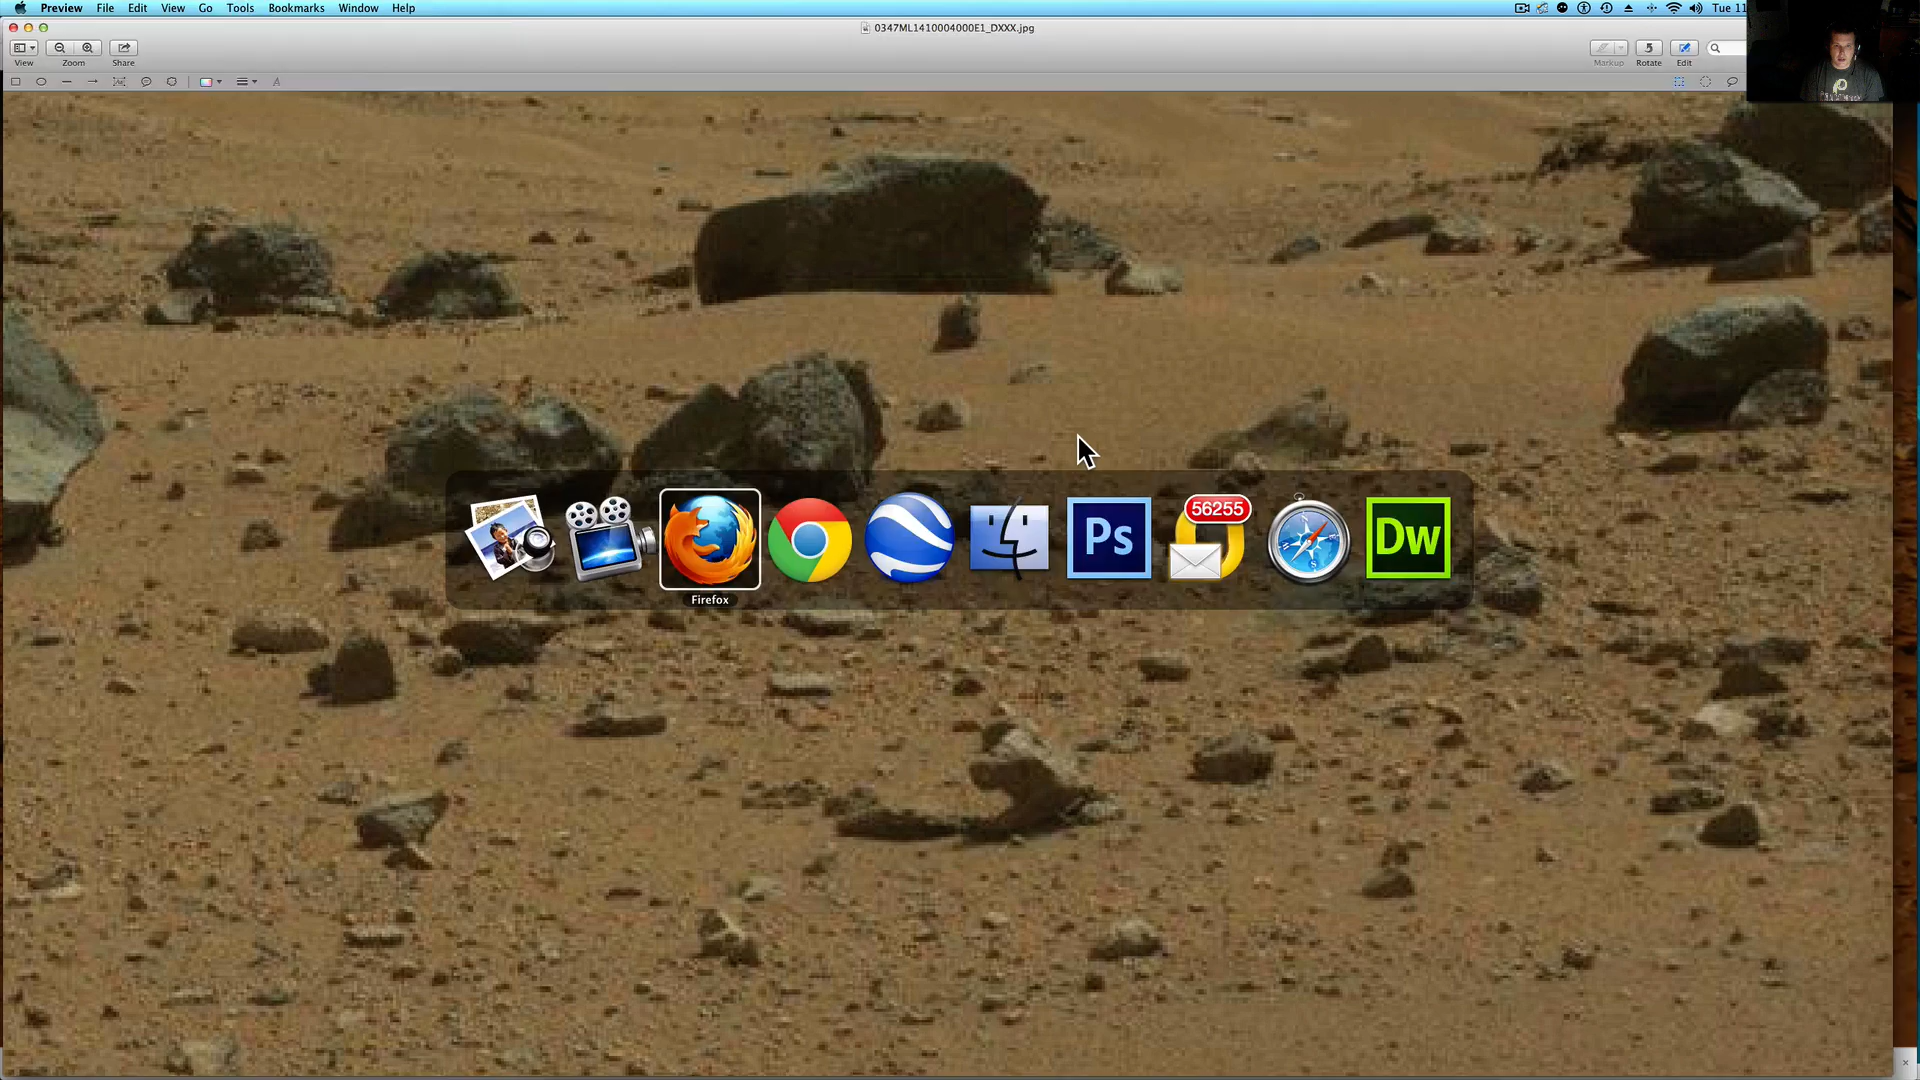 Preview File Edit View Go Tools Bookmarks Window Help
Tue 11
0347ML1410004000E1_DXXX.jpg
View Zoom Share
Markup Rotate Edit
A
56255
Ps
Dw
Firefox